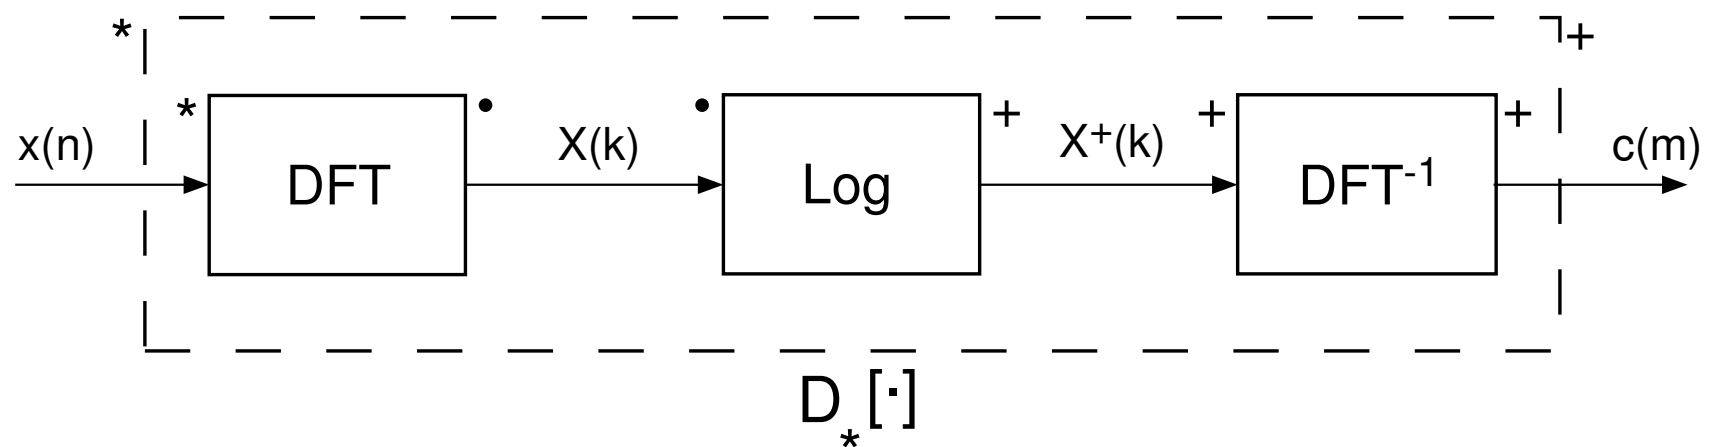 * +
* • • + + +
x(n) X(k) X⁺(k) c(m)
DFT Log DFT⁻¹
D* [·]